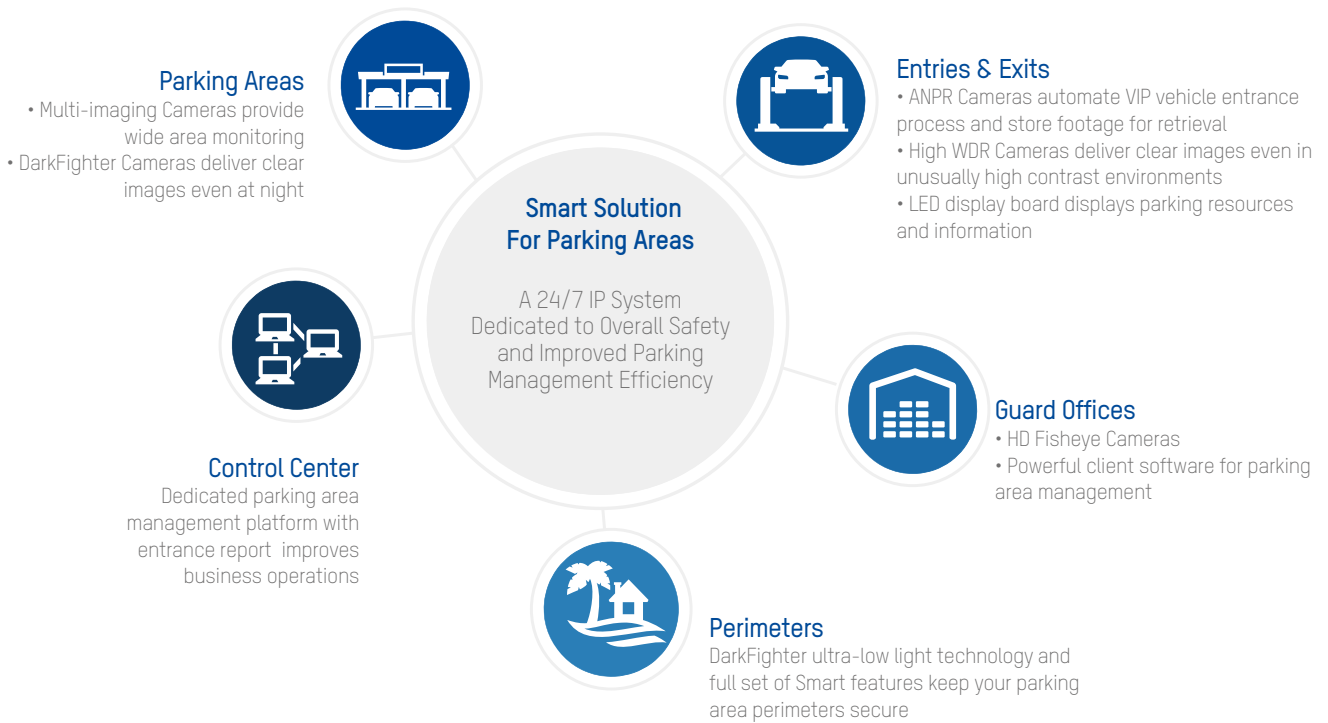 Parking Areas
• Multi-imaging Cameras provide
wide area monitoring
• DarkFighter Cameras deliver clear
images even at night
Entries & Exits
• ANPR Cameras automate VIP vehicle entrance
process and store footage for retrieval
• High WDR Cameras deliver clear images even in
unusually high contrast environments
• LED display board displays parking resources
and information
Smart Solution
For Parking Areas
A 24/7 IP System
Dedicated to Overall Safety
and Improved Parking
Management Efficiency
Control Center
Dedicated parking area
management platform with
entrance report improves
business operations
Guard Offices
• HD Fisheye Cameras
• Powerful client software for parking
area management
Perimeters
DarkFighter ultra-low light technology and
full set of Smart features keep your parking
area perimeters secure